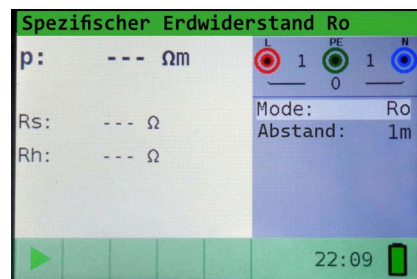 Spezifischer Erdwiderstand Ro
p: --- Ωm
L PE N
1 1
0
Mode: Ro
Rs: --- Ω
Abstand: 1m
Rh: --- Ω
22:09